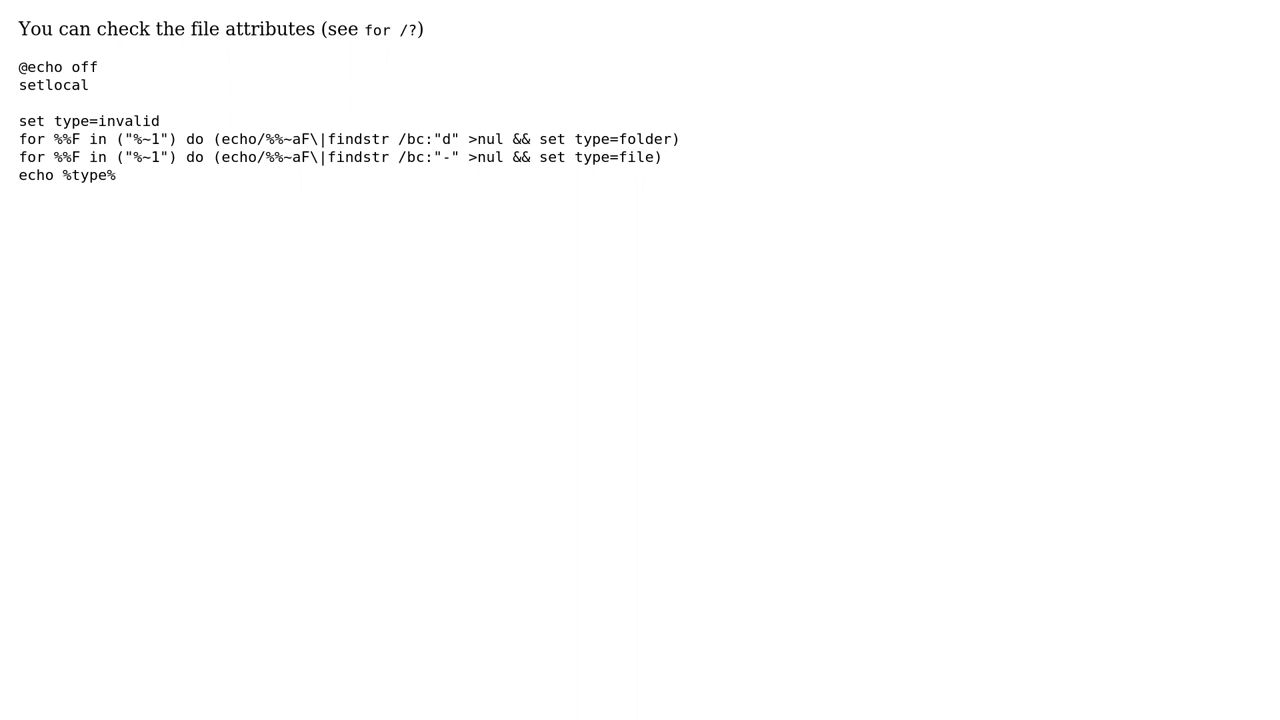 You can check the file attributes (see for /?)
@echo off
setlocal
set type=invalid
for %%F in ("%~1") do (echo/%%~aF\|findstr /bc:"d" >nul && set type=folder)
for %%F in ("%~1") do (echo/%%~aF\|findstr /bc:"-" >nul && set type=file)
echo %type%